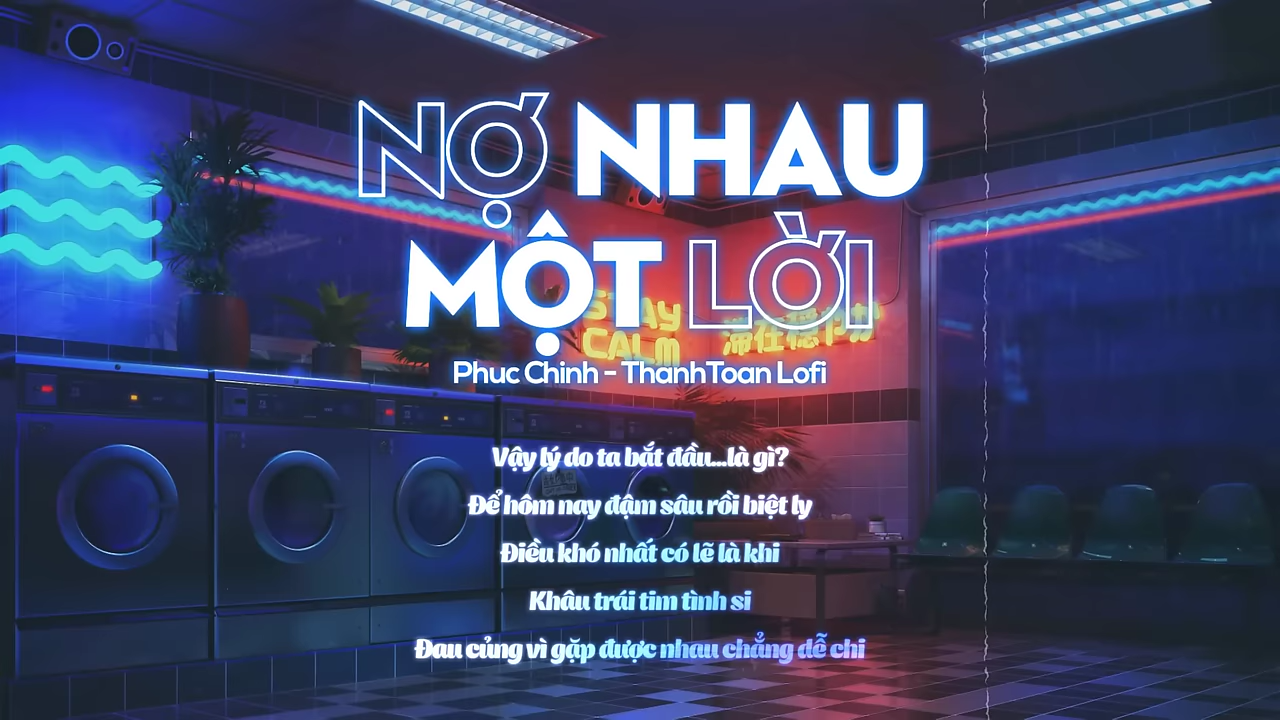 NỢ NHAU
MỘT LỜI
STAY
CALM
Phuc Chinh - ThanhToan Lofi
Vậy lý do ta bắt đầu...là gì?
Để hôm nay đậm sâu rồi biệt ly
Điều khó nhất có lẽ là khi
Khâu trái tim tình si
Đau củng vì gặp được nhau chẳng dễ chi